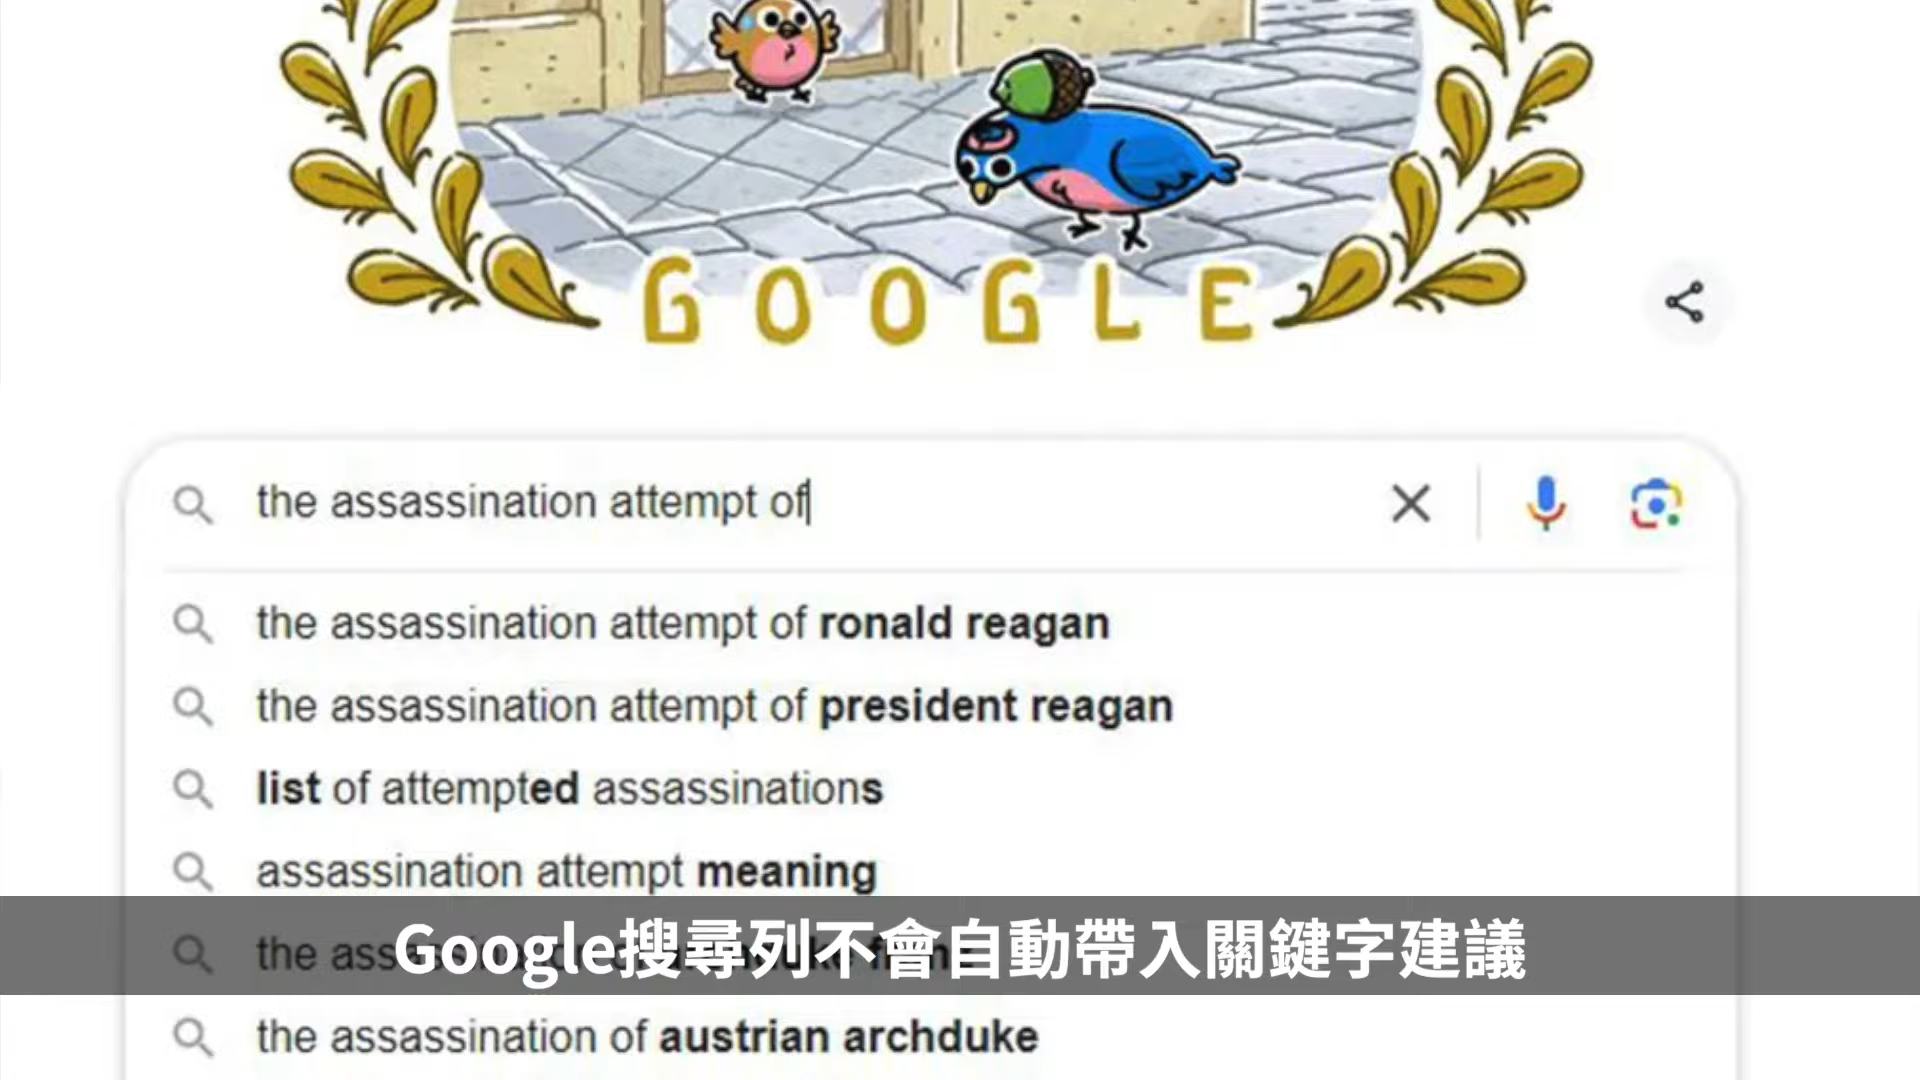 GOOGLE
the assassination attempt of
the assassination attempt of ronald reagan
the assassination attempt of president reagan
list of attempted assassinations
assassination attempt meaning
Google搜尋列不會自動帶入關鍵字建議
the assassination of austrian archduke